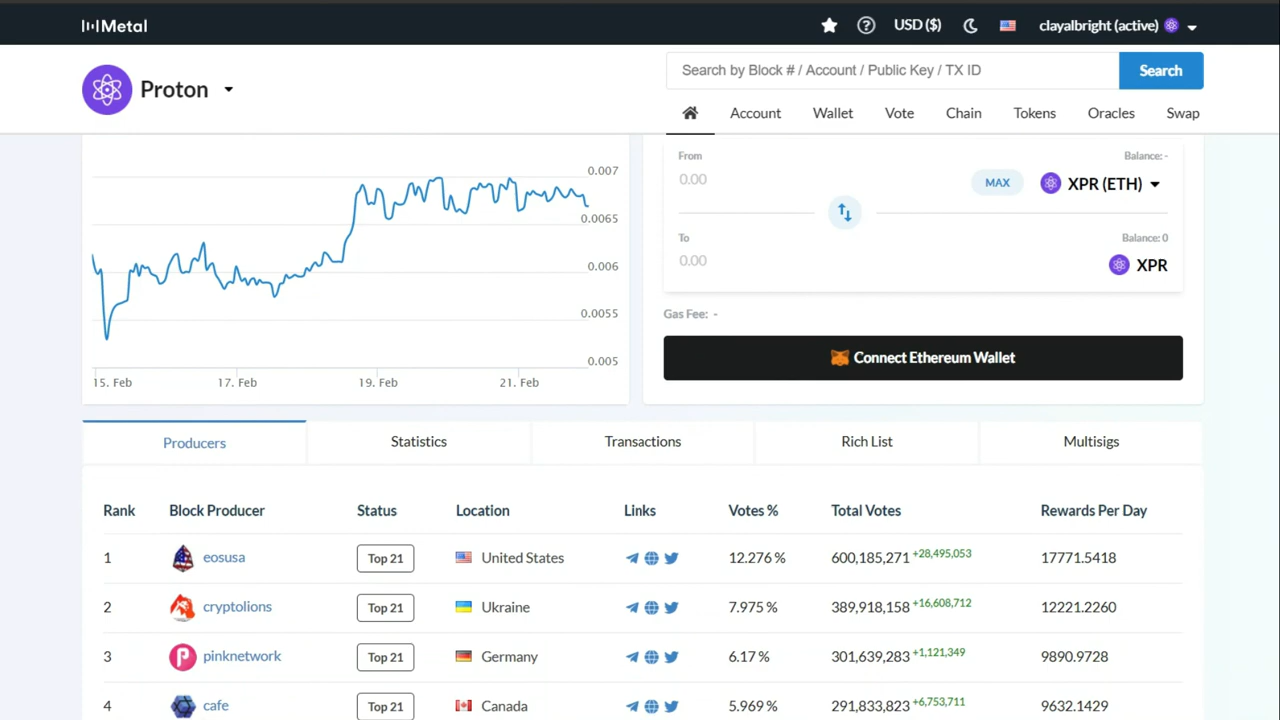 Metal
USD ($)
clayalbright (active)
Proton
Search by Block # / Account / Public Key / TX ID
Search
Account Wallet Vote Chain Tokens Oracles Swap
0.007
0.0065
0.006
0.0055
0.005
15. Feb 17. Feb 19. Feb 21. Feb
From Balance: -
0.00 MAX XPR (ETH)
To Balance: 0
0.00 XPR
Gas Fee: -
Connect Ethereum Wallet
Producers Statistics Transactions Rich List Multisigs
Rank Block Producer Status Location Links Votes % Total Votes Rewards Per Day
1 eosusa Top 21 United States 12.276 % 600,185,271 +28,495,053 17771.5418
2 cryptolions Top 21 Ukraine 7.975 % 389,918,158 +16,608,712 12221.2260
3 pinknetwork Top 21 Germany 6.17 % 301,639,283 +1,121,349 9890.9728
4 cafe Top 21 Canada 5.969 % 291,833,823 +6,753,711 9632.1429